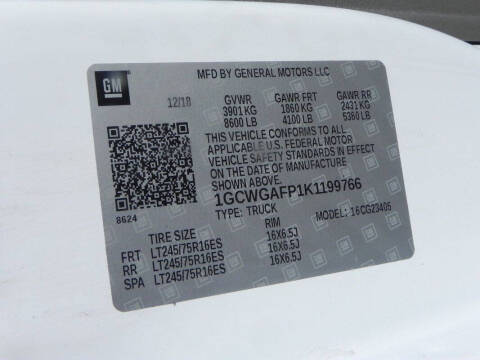 GM
MFD BY GENERAL MOTORS LLC
12/18 GVWR GAWR FRT GAWR RR
3901 KG 1860 KG 2431 KG
8600 LB 4100 LB 5360 LB
THIS VEHICLE CONFORMS TO ALL
APPLICABLE U.S. FEDERAL MOTOR
VEHICLE SAFETY STANDARDS IN EFFECT
ON THE DATE OF MANUFACTURE
SHOWN ABOVE.
1GCWGAFP1K1199766
8624 TYPE: TRUCK MODEL: 16CG23405
TIRE SIZE RIM
FRT LT245/75R16ES 16X6.5J
RR LT245/75R16ES 16X6.5J
SPA LT245/75R16ES 16X6.5J